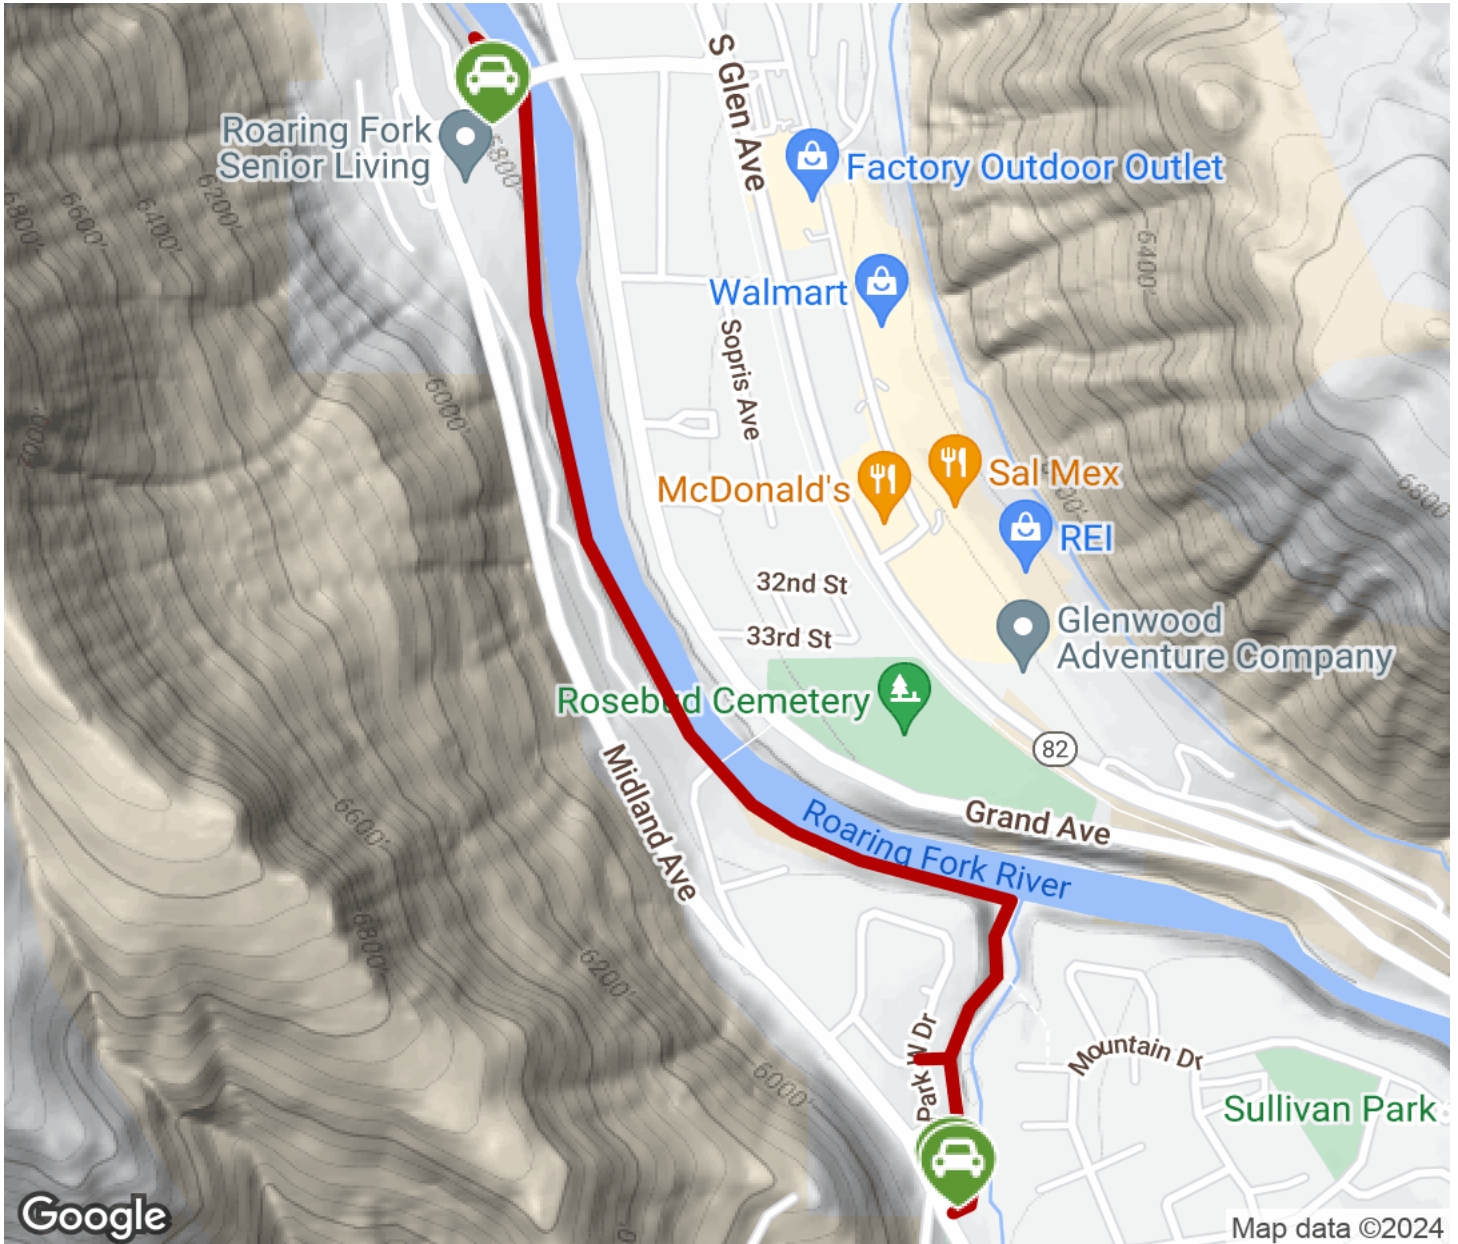 S Glen Ave
Roaring Fork
Senior Living
6800'
Factory Outdoor Outlet
6800'
6600'
6400'
6200'
6400'
Walmart
Sopris Ave
6000'
McDonald's
Sal Mex
6800'
REI
32nd St
33rd St
Glenwood
Adventure Company
Rosebud Cemetery
82
Midland Ave
6600'
Roaring Fork River
Grand Ave
6800'
6200'
Park W Dr
Mountain Dr
6000'
Sullivan Park
Google
Map data ©2024